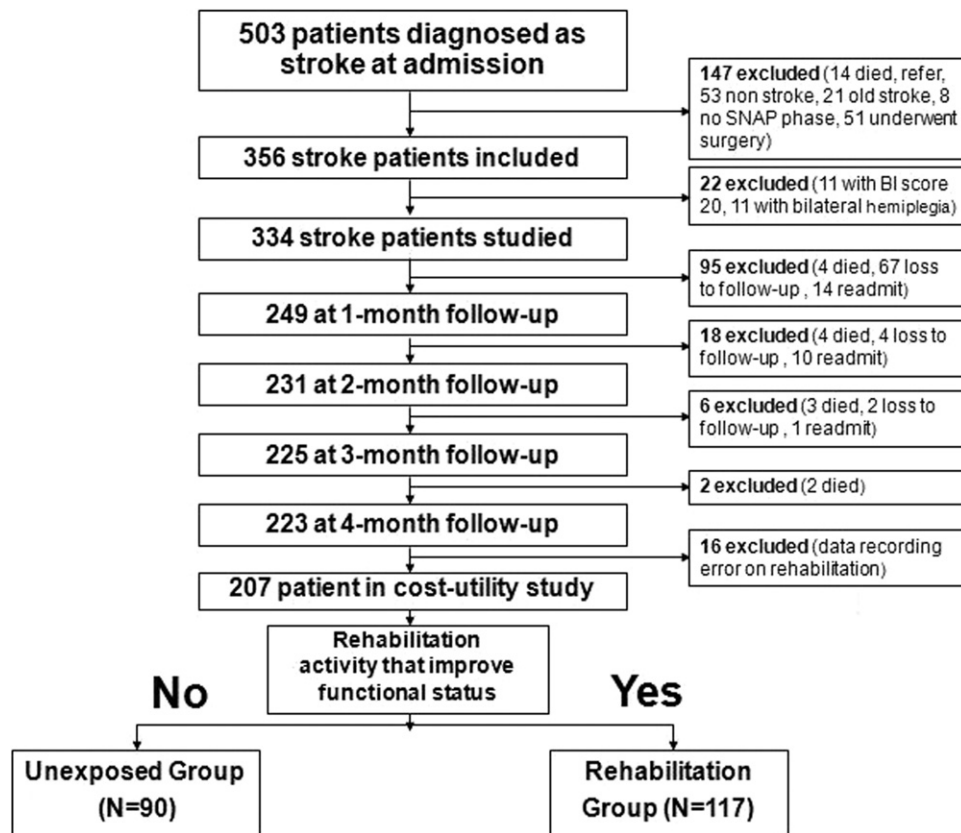 503 patients diagnosed as
stroke at admission
147 excluded (14 died, refer,
53 non stroke, 21 old stroke, 8
no SNAP phase, 51 underwent
surgery)
356 stroke patients included
22 excluded (11 with BI score
20, 11 with bilateral hemiplegia)
334 stroke patients studied
95 excluded (4 died, 67 loss
to follow-up , 14 readmit)
249 at 1-month follow-up
18 excluded (4 died, 4 loss to
follow-up , 10 readmit)
231 at 2-month follow-up
6 excluded (3 died, 2 loss to
follow-up , 1 readmit)
225 at 3-month follow-up
2 excluded (2 died)
223 at 4-month follow-up
16 excluded (data recording
error on rehabilitation)
207 patient in cost-utility study
Rehabilitation
activity that improve
functional status
No
Yes
Unexposed Group
(N=90)
Rehabilitation
Group (N=117)